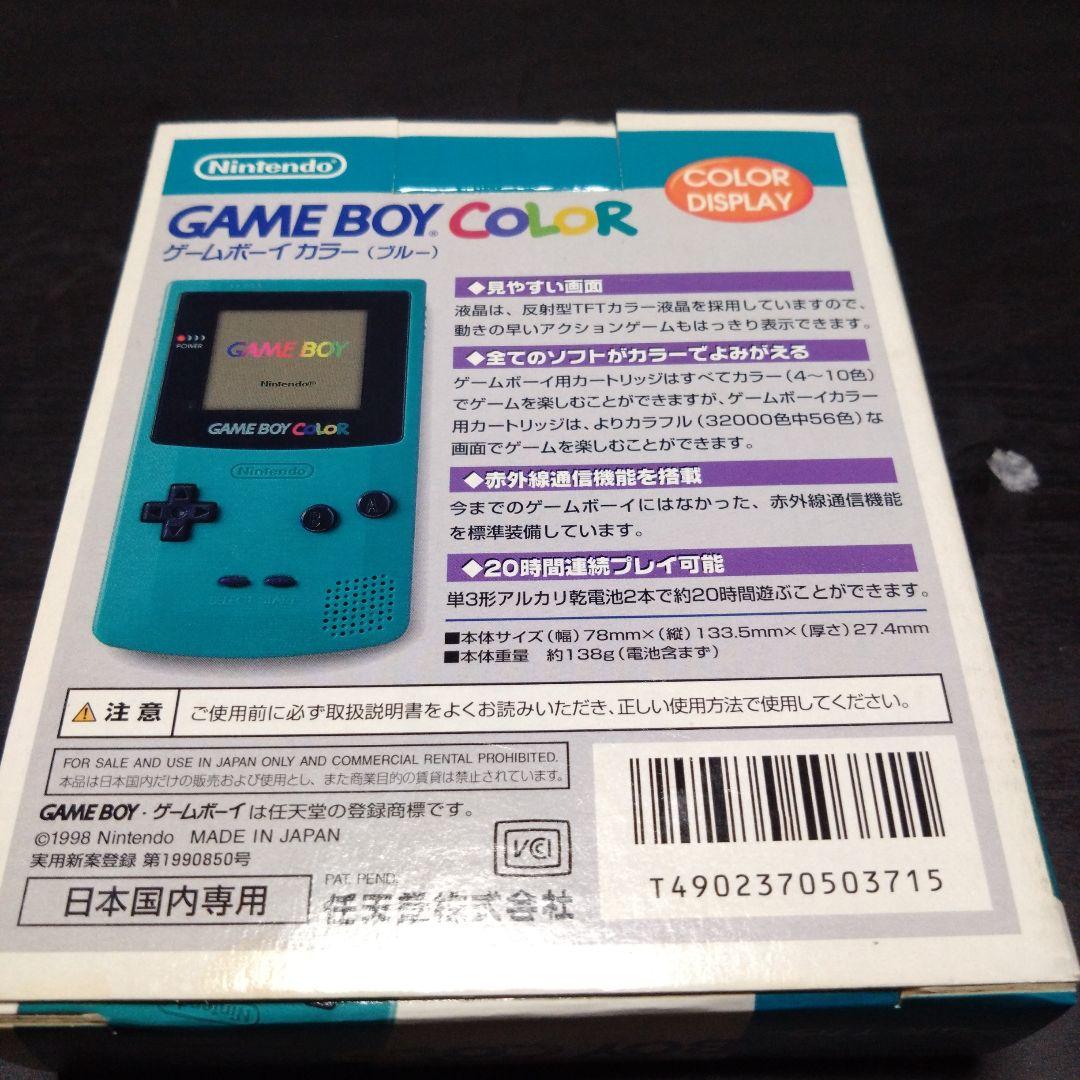 Nintendo
COLOR
DISPLAY
GAME BOY® COLOR
ゲームボーイ カラー(ブルー)
◆見やすい画面
液晶は、反射型TFTカラー液晶を採用していますので、
動きの早いアクションゲームもはっきり表示できます。
◆全てのソフトがカラーでよみがえる
ゲームボーイ用カートリッジはすべてカラー(4〜10色)
でゲームを楽しむことができますが、ゲームボーイカラー
用カートリッジは、よりカラフル(32000色中56色)な
画面でゲームを楽しむことができます。
◆赤外線通信機能を搭載
今までのゲームボーイにはなかった、赤外線通信機能
を標準装備しています。
◆20時間連続プレイ可能
単3形アルカリ乾電池2本で約20時間遊ぶことができます。
■本体サイズ(幅)78mm×(縦)133.5mm×(厚さ)27.4mm
■本体重量 約138g(電池含まず)
POWER
GAME BOY
Nintendo®
GAME BOY COLOR
Nintendo
B A
注意
ご使用前に必ず取扱説明書をよくお読みいただき、正しい使用方法で使用してください。
FOR SALE AND USE IN JAPAN ONLY AND COMMERCIAL RENTAL PROHIBITED.
本品は日本国内だけの販売および使用とし、また商業目的の賃貸は禁止されています。
GAME BOY・ゲームボーイは任天堂の登録商標です。
©1998 Nintendo MADE IN JAPAN
実用新案登録 第1990850号
PAT. PEND.
日本国内専用
任天堂株式会社
VCI
T4902370503715
Nintendo